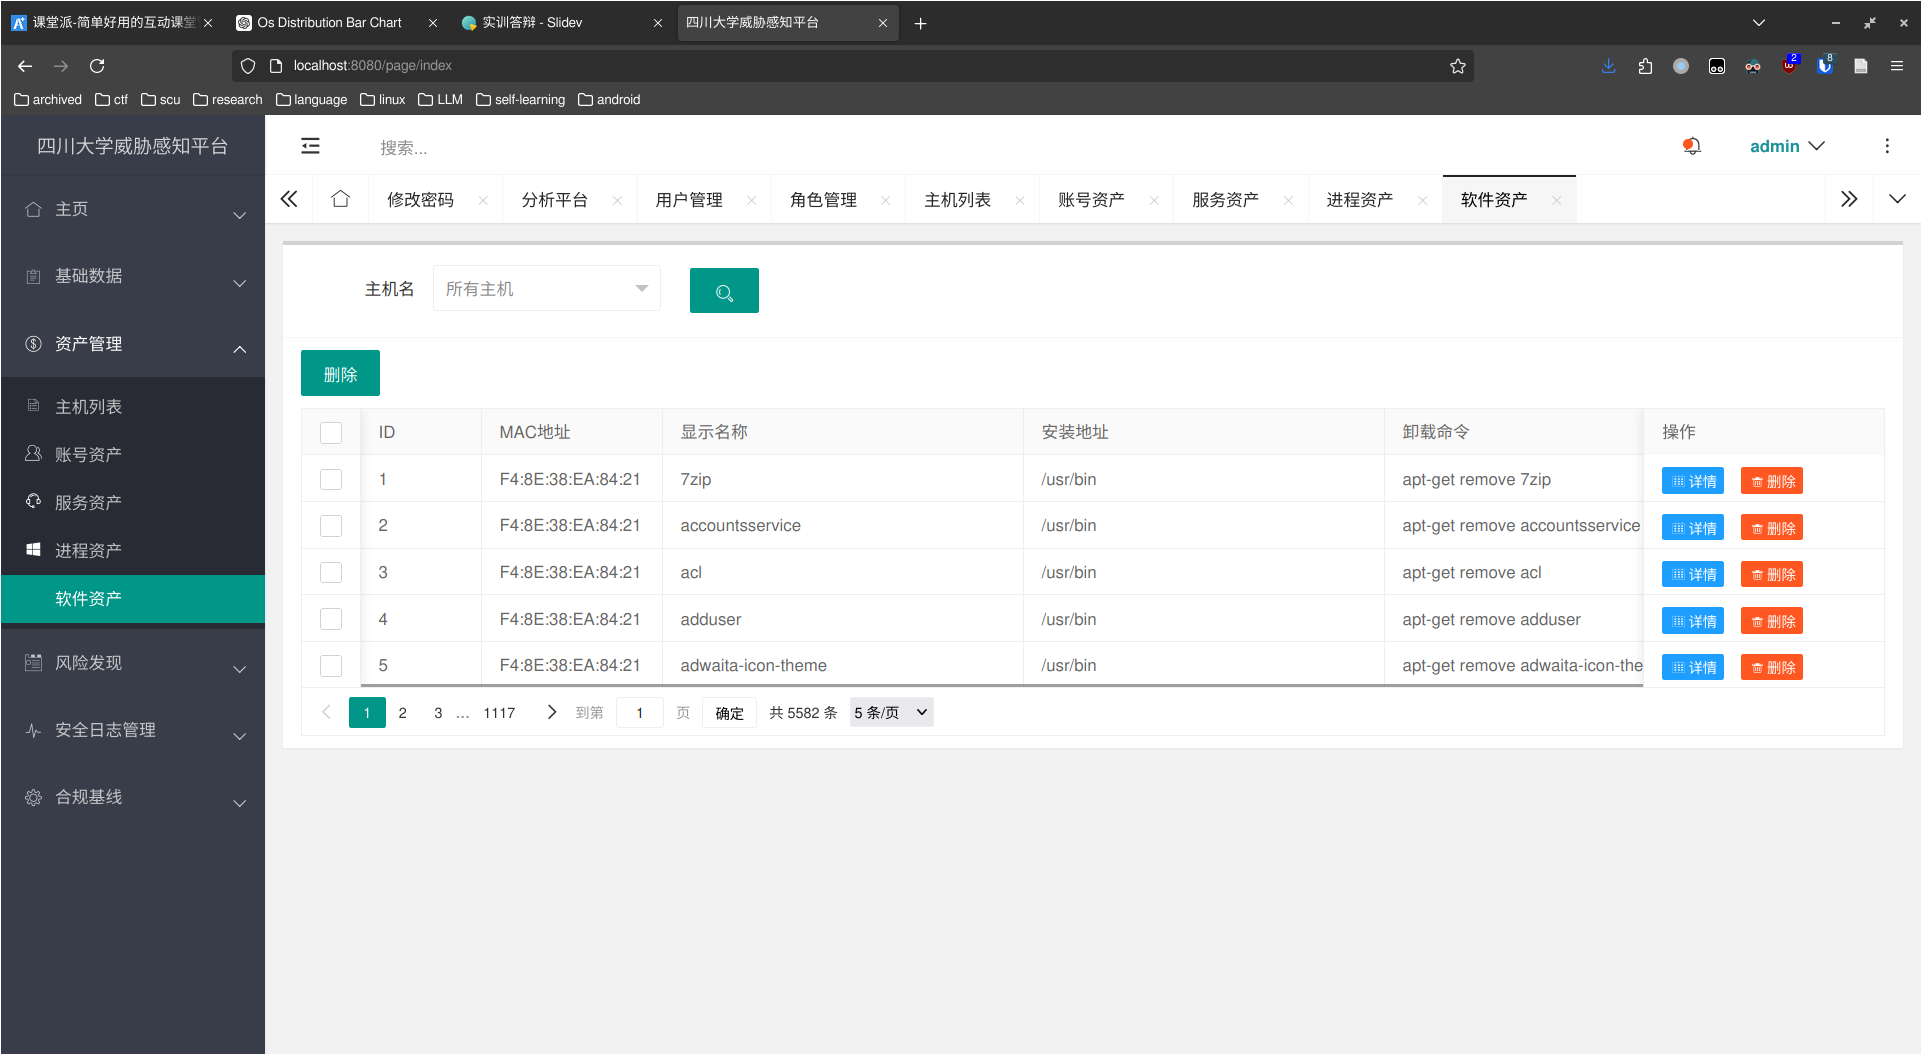 课堂派-简单好用的互动课堂
Os Distribution Bar Chart
实训答辩 - Slidev
四川大学威胁感知平台
localhost:8080/page/index
2
8
archived
ctf
scu
research
language
linux
LLM
self-learning
android
四川大学威胁感知平台
搜索...
admin
主页
基础数据
资产管理
主机列表
账号资产
服务资产
进程资产
软件资产
风险发现
安全日志管理
合规基线
修改密码
分析平台
用户管理
角色管理
主机列表
账号资产
服务资产
进程资产
软件资产
主机名
所有主机
删除
ID MAC地址 显示名称 安装地址 卸载命令 操作
1 F4:8E:38:EA:84:21 7zip /usr/bin apt-get remove 7zip 详情 删除
2 F4:8E:38:EA:84:21 accountsservice /usr/bin apt-get remove accountsservice 详情 删除
3 F4:8E:38:EA:84:21 acl /usr/bin apt-get remove acl 详情 删除
4 F4:8E:38:EA:84:21 adduser /usr/bin apt-get remove adduser 详情 删除
5 F4:8E:38:EA:84:21 adwaita-icon-theme /usr/bin apt-get remove adwaita-icon-the 详情 删除
1 2 3 ... 1117 到第 1 页 确定 共 5582 条 5 条/页